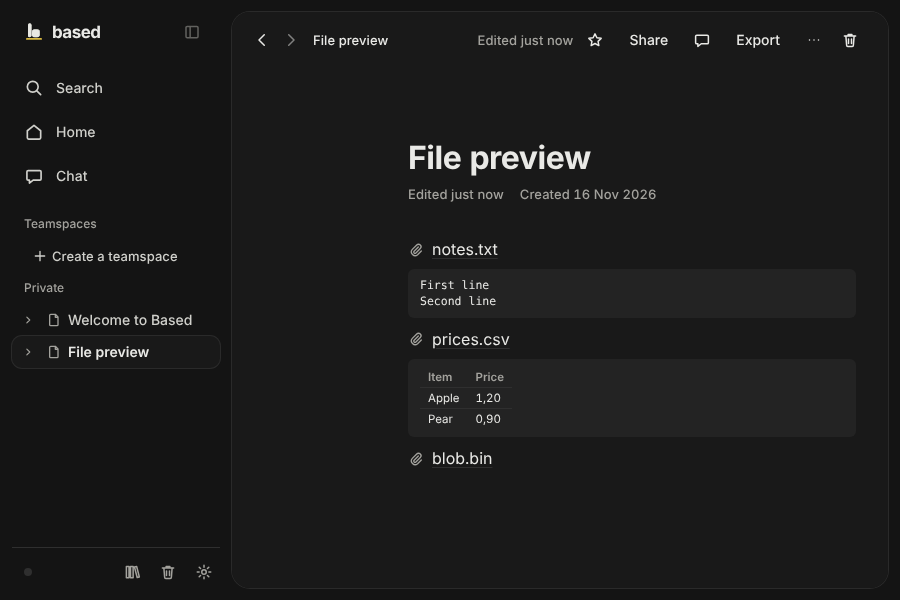 based
Search
Home
Chat
Teamspaces
Create a teamspace
Private
Welcome to Based
File preview
File preview
Edited just now
Share
Export
File preview
Edited just now Created 16 Nov 2026
notes.txt
First line
Second line
prices.csv
Item Price
Apple 1,20
Pear 0,90
blob.bin